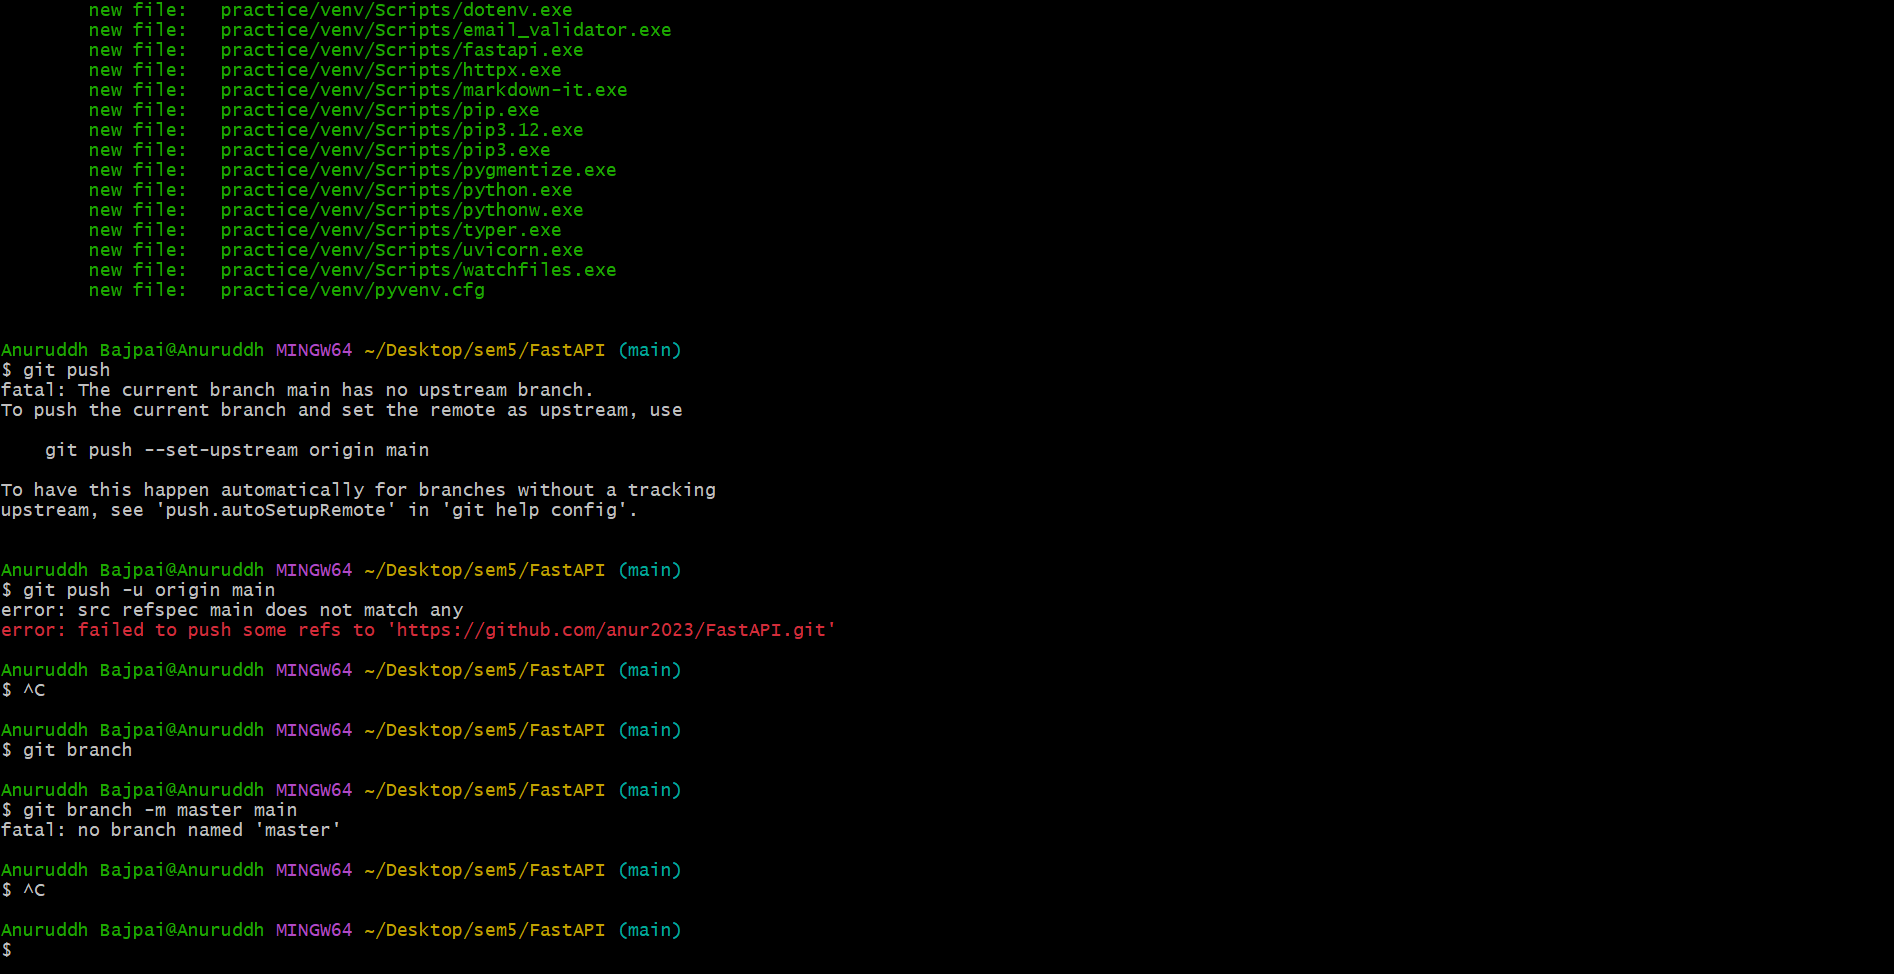 new file:   practice/venv/Scripts/dotenv.exe
new file:   practice/venv/Scripts/email_validator.exe
new file:   practice/venv/Scripts/fastapi.exe
new file:   practice/venv/Scripts/httpx.exe
new file:   practice/venv/Scripts/markdown-it.exe
new file:   practice/venv/Scripts/pip.exe
new file:   practice/venv/Scripts/pip3.12.exe
new file:   practice/venv/Scripts/pip3.exe
new file:   practice/venv/Scripts/pygmentize.exe
new file:   practice/venv/Scripts/python.exe
new file:   practice/venv/Scripts/pythonw.exe
new file:   practice/venv/Scripts/typer.exe
new file:   practice/venv/Scripts/uvicorn.exe
new file:   practice/venv/Scripts/watchfiles.exe
new file:   practice/venv/pyvenv.cfg
Anuruddh Bajpai@Anuruddh MINGW64 ~/Desktop/sem5/FastAPI (main)
$ git push
fatal: The current branch main has no upstream branch.
To push the current branch and set the remote as upstream, use
git push --set-upstream origin main
To have this happen automatically for branches without a tracking
upstream, see 'push.autoSetupRemote' in 'git help config'.
Anuruddh Bajpai@Anuruddh MINGW64 ~/Desktop/sem5/FastAPI (main)
$ git push -u origin main
error: src refspec main does not match any
error: failed to push some refs to 'https://github.com/anur2023/FastAPI.git'
Anuruddh Bajpai@Anuruddh MINGW64 ~/Desktop/sem5/FastAPI (main)
$ ^C
Anuruddh Bajpai@Anuruddh MINGW64 ~/Desktop/sem5/FastAPI (main)
$ git branch
Anuruddh Bajpai@Anuruddh MINGW64 ~/Desktop/sem5/FastAPI (main)
$ git branch -m master main
fatal: no branch named 'master'
Anuruddh Bajpai@Anuruddh MINGW64 ~/Desktop/sem5/FastAPI (main)
$ ^C
Anuruddh Bajpai@Anuruddh MINGW64 ~/Desktop/sem5/FastAPI (main)
$